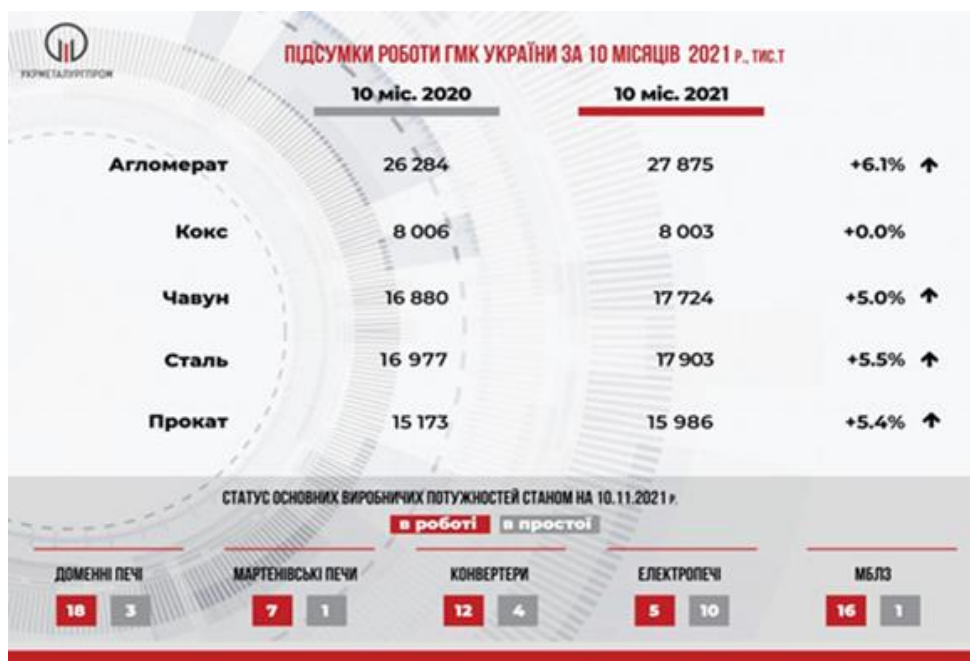 УКРМЕТАЛУРГПРОМ
ПІДСУМКИ РОБОТИ ГМК УКРАЇНИ ЗА 10 МІСЯЦІВ 2021 Р., ТИС.Т
10 міс. 2020 10 міс. 2021
Агломерат 26 284 27 875 +6.1%
Кокс 8 006 8 003 +0.0%
Чавун 16 880 17 724 +5.0%
Сталь 16 977 17 903 +5.5%
Прокат 15 173 15 986 +5.4%
СТАТУС ОСНОВНИХ ВИРОБНИЧИХ ПОТУЖНОСТЕЙ СТАНОМ НА 10.11.2021 Р.
в роботі в простої
ДОМЕННІ ПЕЧІ МАРТЕНІВСЬКІ ПЕЧИ КОНВЕРТЕРИ ЕЛЕКТРОПЕЧІ МБЛЗ
18 3 7 1 12 4 5 10 16 1